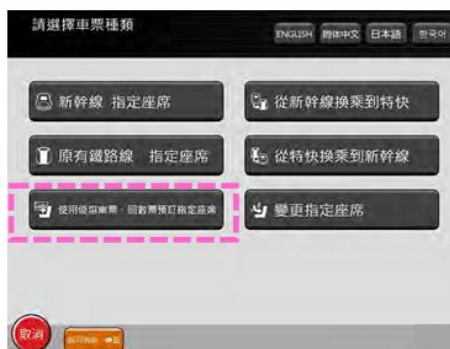 請選擇車票種類
ENGLISH 簡体中文 日本語 한국어
新幹線 指定座席
從新幹線換乘到特快
原有鐵路線 指定座席
從特快換乘到新幹線
使用優惠車票・回數票預訂指定座席
變更指定座席
取消